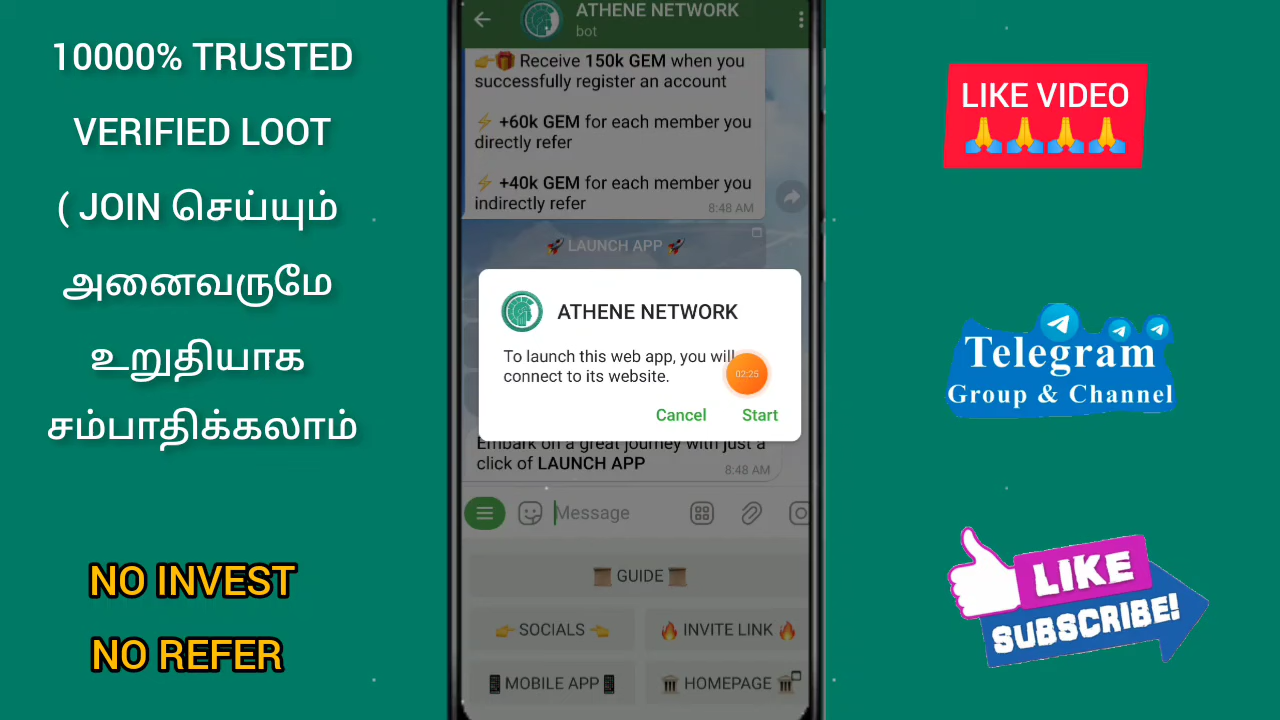 10000% TRUSTED
VERIFIED LOOT
( JOIN செய்யும்
அனைவருமே
உறுதியாக
சம்பாதிக்கலாம்
NO INVEST
NO REFER
ATHENE NETWORK
bot
👉🎁 Receive 150k GEM when you
successfully register an account
⚡ +60k GEM for each member you
directly refer
⚡ +40k GEM for each member you
indirectly refer
8:48 AM
🚀 LAUNCH APP 🚀
ATHENE NETWORK
To launch this web app, you will
connect to its website.
02:25
Cancel Start
Embark on a great journey with just a
click of LAUNCH APP
8:48 AM
Message
📜 GUIDE 📜
👉 SOCIALS 👈
🔥 INVITE LINK 🔥
📱MOBILE APP📱
🏛 HOMEPAGE 🏛
LIKE VIDEO
🙏🙏🙏🙏
Telegram
Group & Channel
LIKE
SUBSCRIBE!